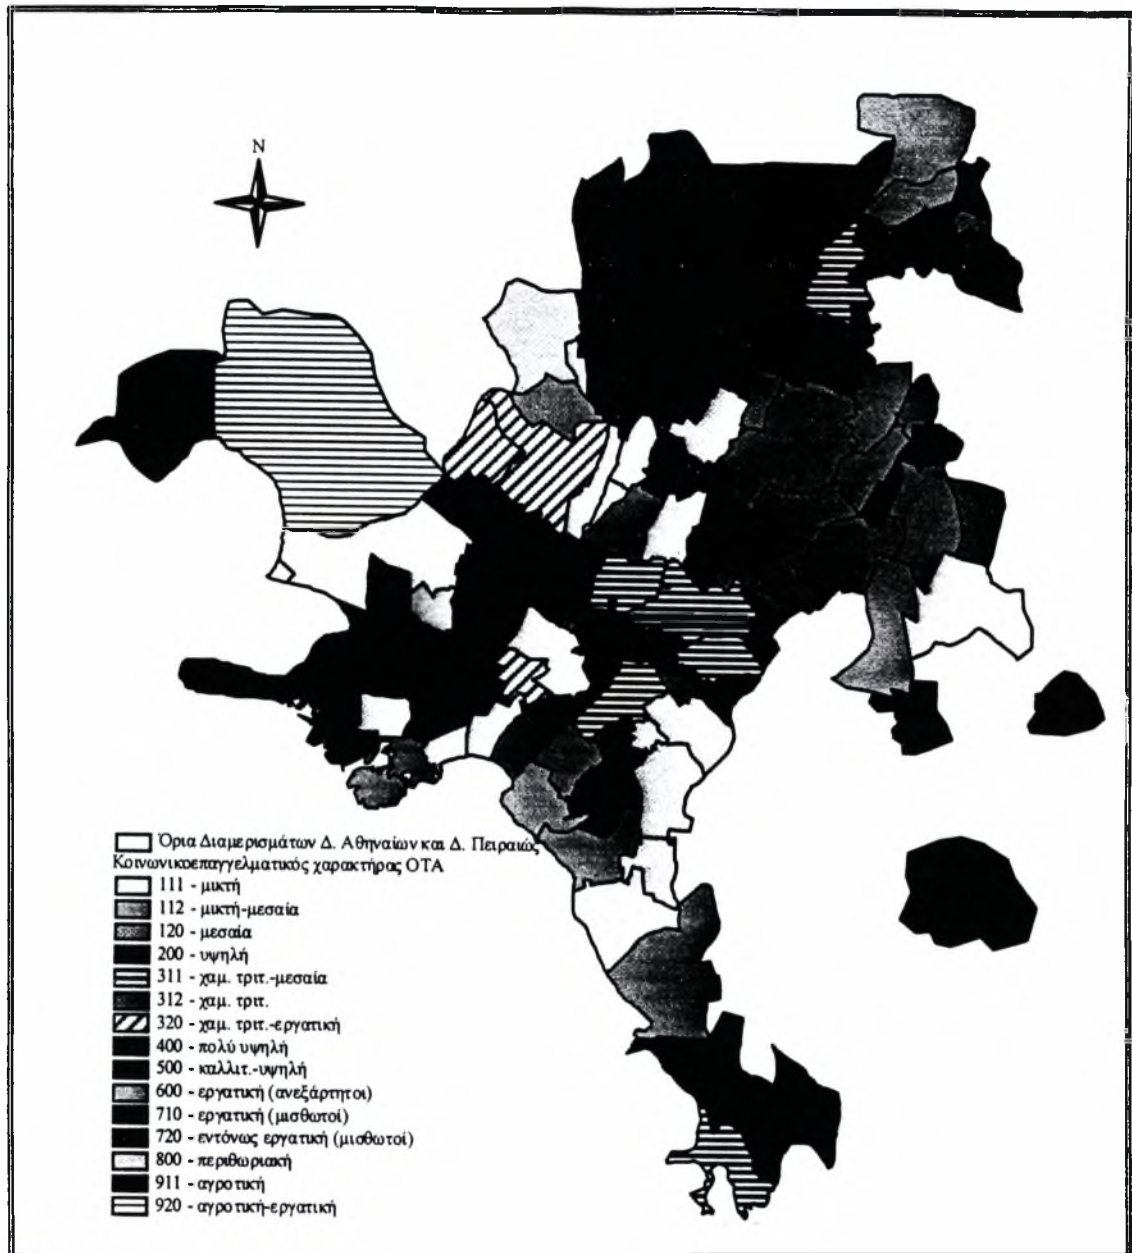 N
Όρια Διαμερισμάτων Δ. Αθηναίων και Δ. Πειραιώς
Κοινωνικοεπαγγελματικός χαρακτήρας ΟΤΑ
111 - μικτή
112 - μικτή-μεσαία
120 - μεσαία
200 - υψηλή
311 - χαμ. τριτ.-μεσαία
312 - χαμ. τριτ.
320 - χαμ. τριτ.-εργατική
400 - πολύ υψηλή
500 - καλλιτ.-υψηλή
600 - εργατική (ανεξάρτητοι)
710 - εργατική (μισθωτοί)
720 - εντόνως εργατική (μισθωτοί)
800 - περιθωριακή
911 - αγροτική
920 - αγροτική-εργατική